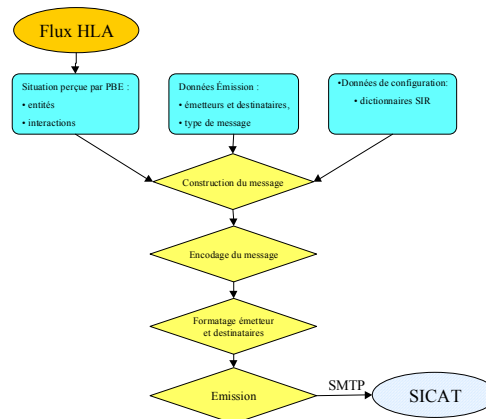 Flux HLA
Situation perçue par PBE :
• entités
• interactions
Données Émission :
• émetteurs et destinataires,
• type de message
•Données de configuration:
• dictionnaires SIR
Construction du message
Encodage du message
Formatage émetteur
et destinataires
Emission
SMTP
SICAT